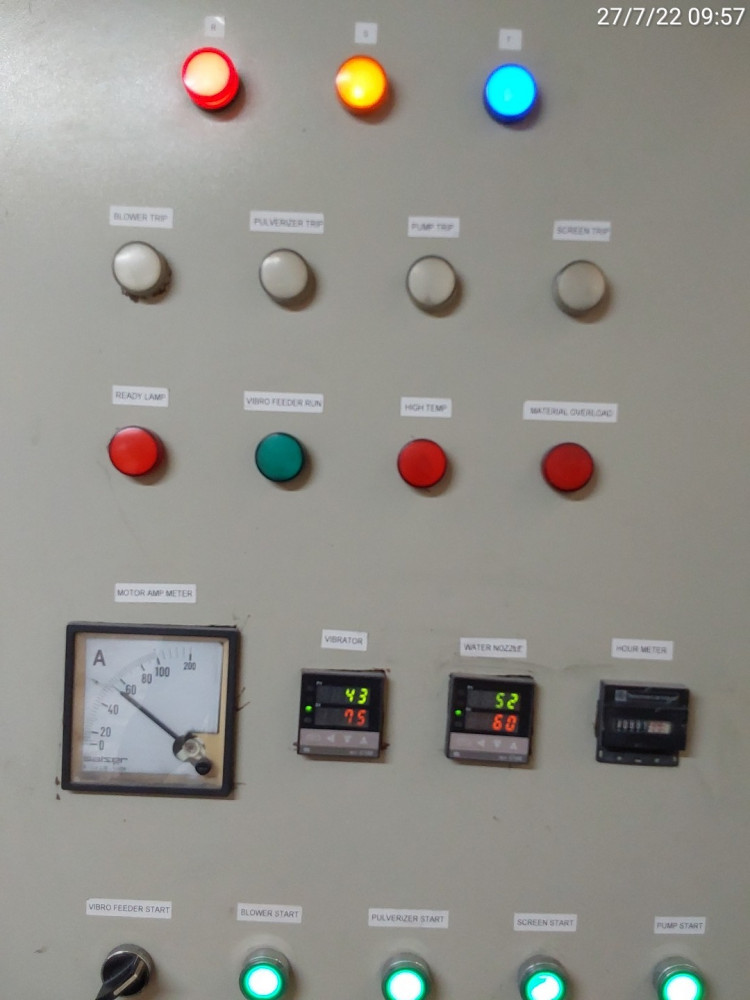 27/7/22 09:57
R
BLOWER TRIP
PULVERIZER TRIP
PUMP TRIP
SCREEN TRIP
READY LAMP
VIBRO FEEDER RUN
HIGH TEMP
MATERIAL OVERLOAD
MOTOR AMP METER
VIBRATOR
WATER NOZZLE
HOUR METER
A
0
20
40
60
80
100
200
43
75
52
60
VIBRO FEEDER START
BLOWER START
PULVERIZER START
SCREEN START
PUMP START